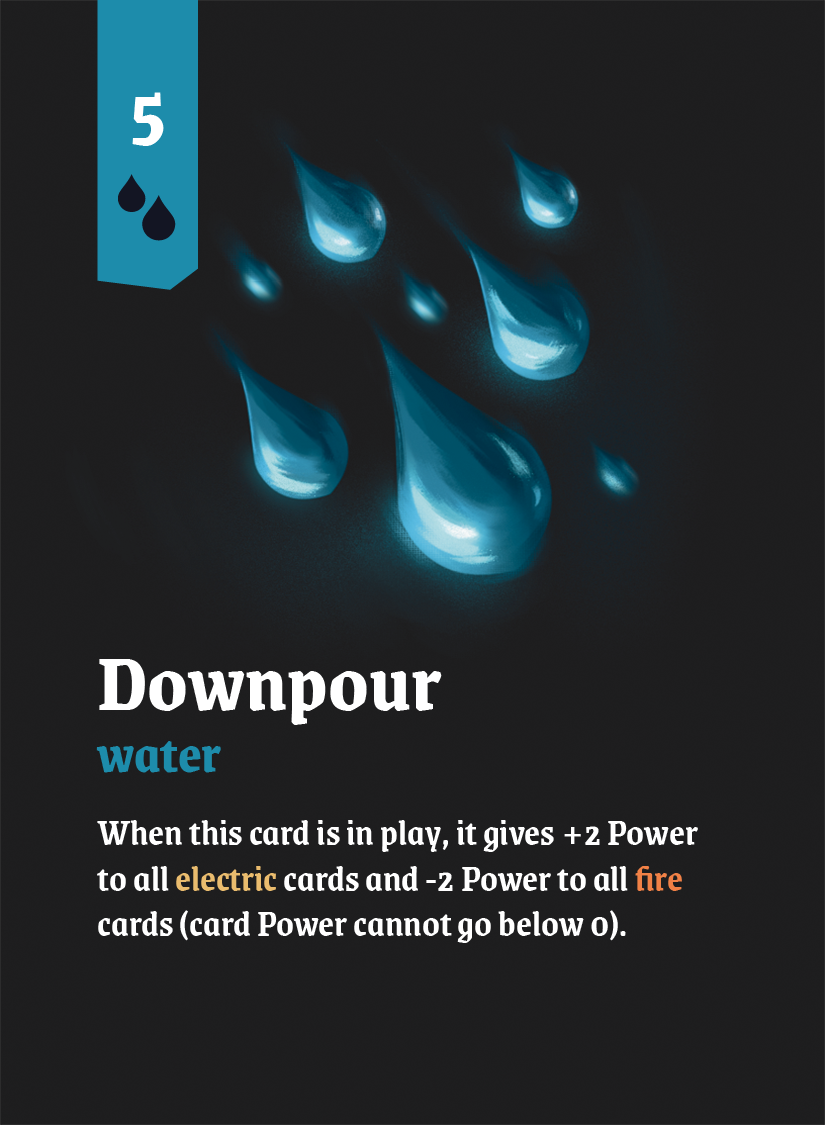 5
Downpour
water
When this card is in play, it gives +2 Power
to all electric cards and -2 Power to all fire
cards (card Power cannot go below 0).